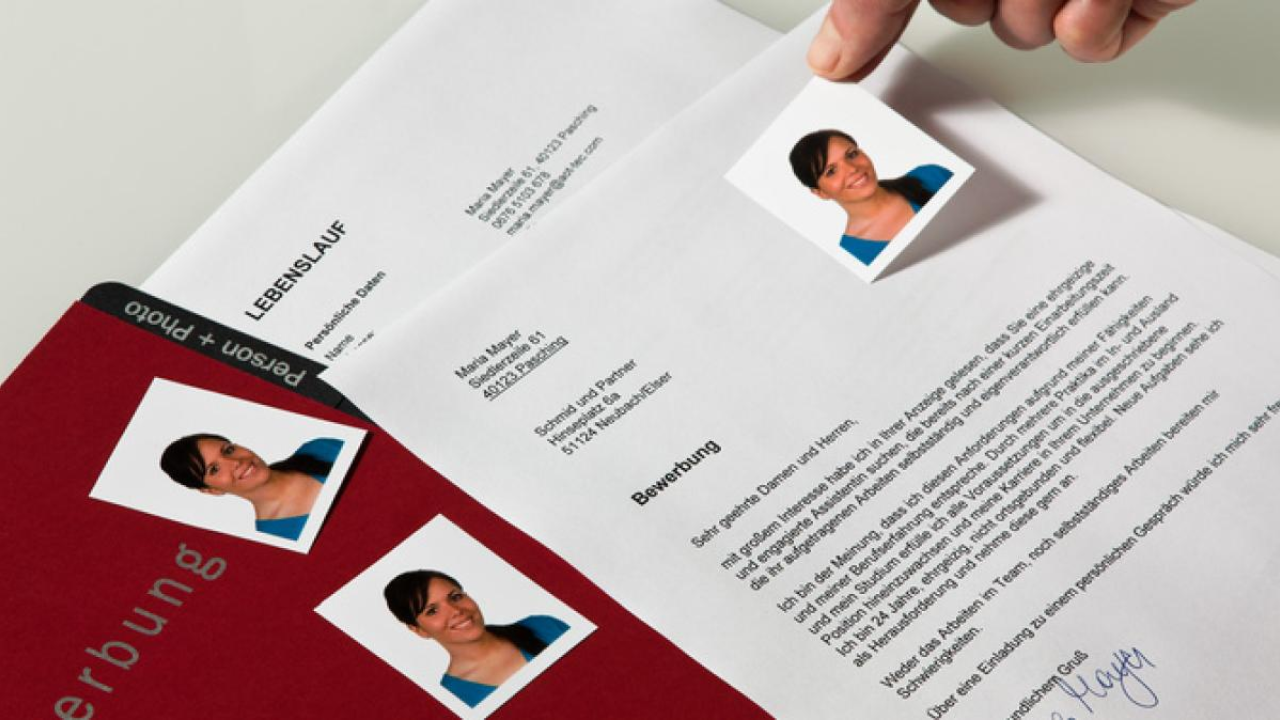 LEBENSLAUF
Maria Mayer
Siedlerzeile 61, 40123 Pasching
0676 5103 678
maria.mayer@aon-tec.com
Persönliche Daten
Name
Person + Photo
erbung
Maria Mayer
Siedlerzeile 61
40123 Pasching
Schmid und Partner
Hinseplatz 6a
51124 Neubach/Elser
Bewerbung
Sehr geehrte Damen und Herren,
mit großem Interesse habe ich in Ihrer Anzeige gelesen, dass Sie eine ehrgeizige
und engagierte Assistentin suchen, die bereits nach einer kurzen Einarbeitungszeit
die ihr aufgetragenen Arbeiten selbstständig und eigenverantwortlich erfüllen kann.
Ich bin der Meinung, dass ich diesen Anforderungen aufgrund meiner Fähigkeiten
und meiner Berufserfahrung entspreche. Durch mehrere Praktika im In- und Ausland
und mein Studium erfülle ich alle Voraussetzungen um in die ausgeschriebene
Position hineinzuwachsen und meine Karriere in Ihrem Unternehmen zu beginnen.
Ich bin 24 Jahre, ehrgeizig, nicht ortsgebunden und flexibel. Neue Aufgaben sehe ich
als Herausforderung und nehme diese gern an.
Weder das Arbeiten im Team, noch selbstständiges Arbeiten bereiten mir
Schwierigkeiten.
Über eine Einladung zu einem persönlichen Gespräch würde ich mich sehr fre
undlichem Gruß
Mayer